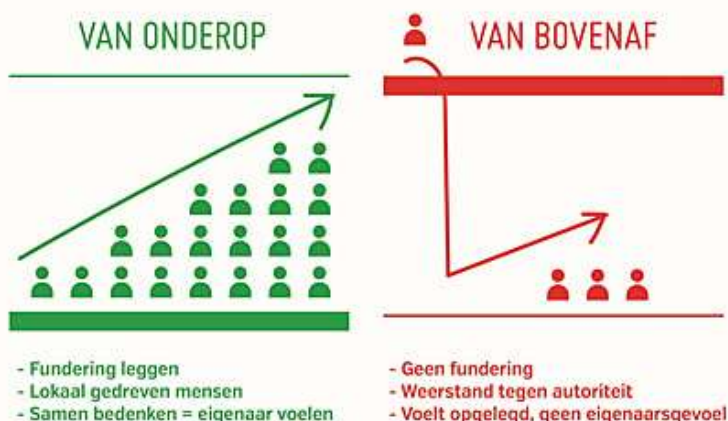 VAN ONDEROP
- Fundering leggen
- Lokaal gedreven mensen
- Samen bedenken = eigenaar voelen
VAN BOVENAF
- Geen fundering
- Weerstand tegen autoriteit
- Voelt opgelegd, geen eigenaarsgevoel